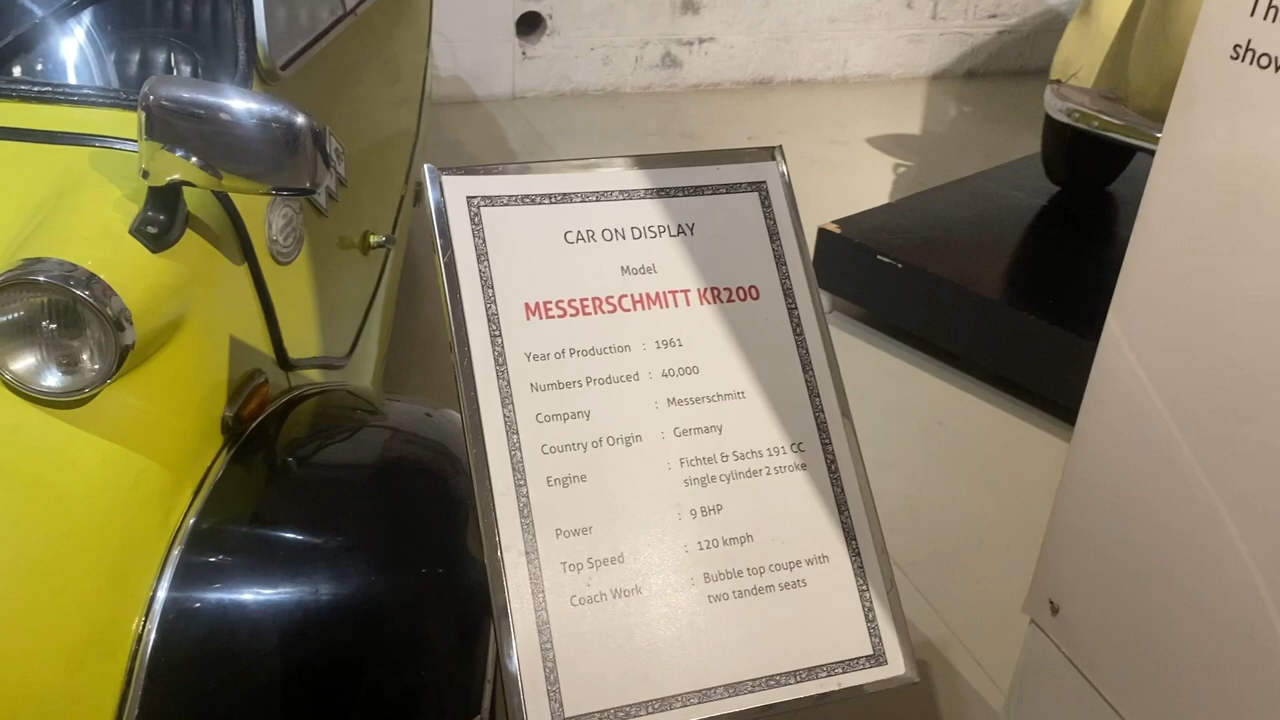 CAR ON DISPLAY
Model
MESSERSCHMITT KR200
Year of Production : 1961
Numbers Produced : 40,000
Company : Messerschmitt
Country of Origin : Germany
Engine : Fichtel & Sachs 191 CC
single cylinder 2 stroke
Power : 9 BHP
Top Speed : 120 kmph
Coach Work : Bubble top coupe with
two tandem seats